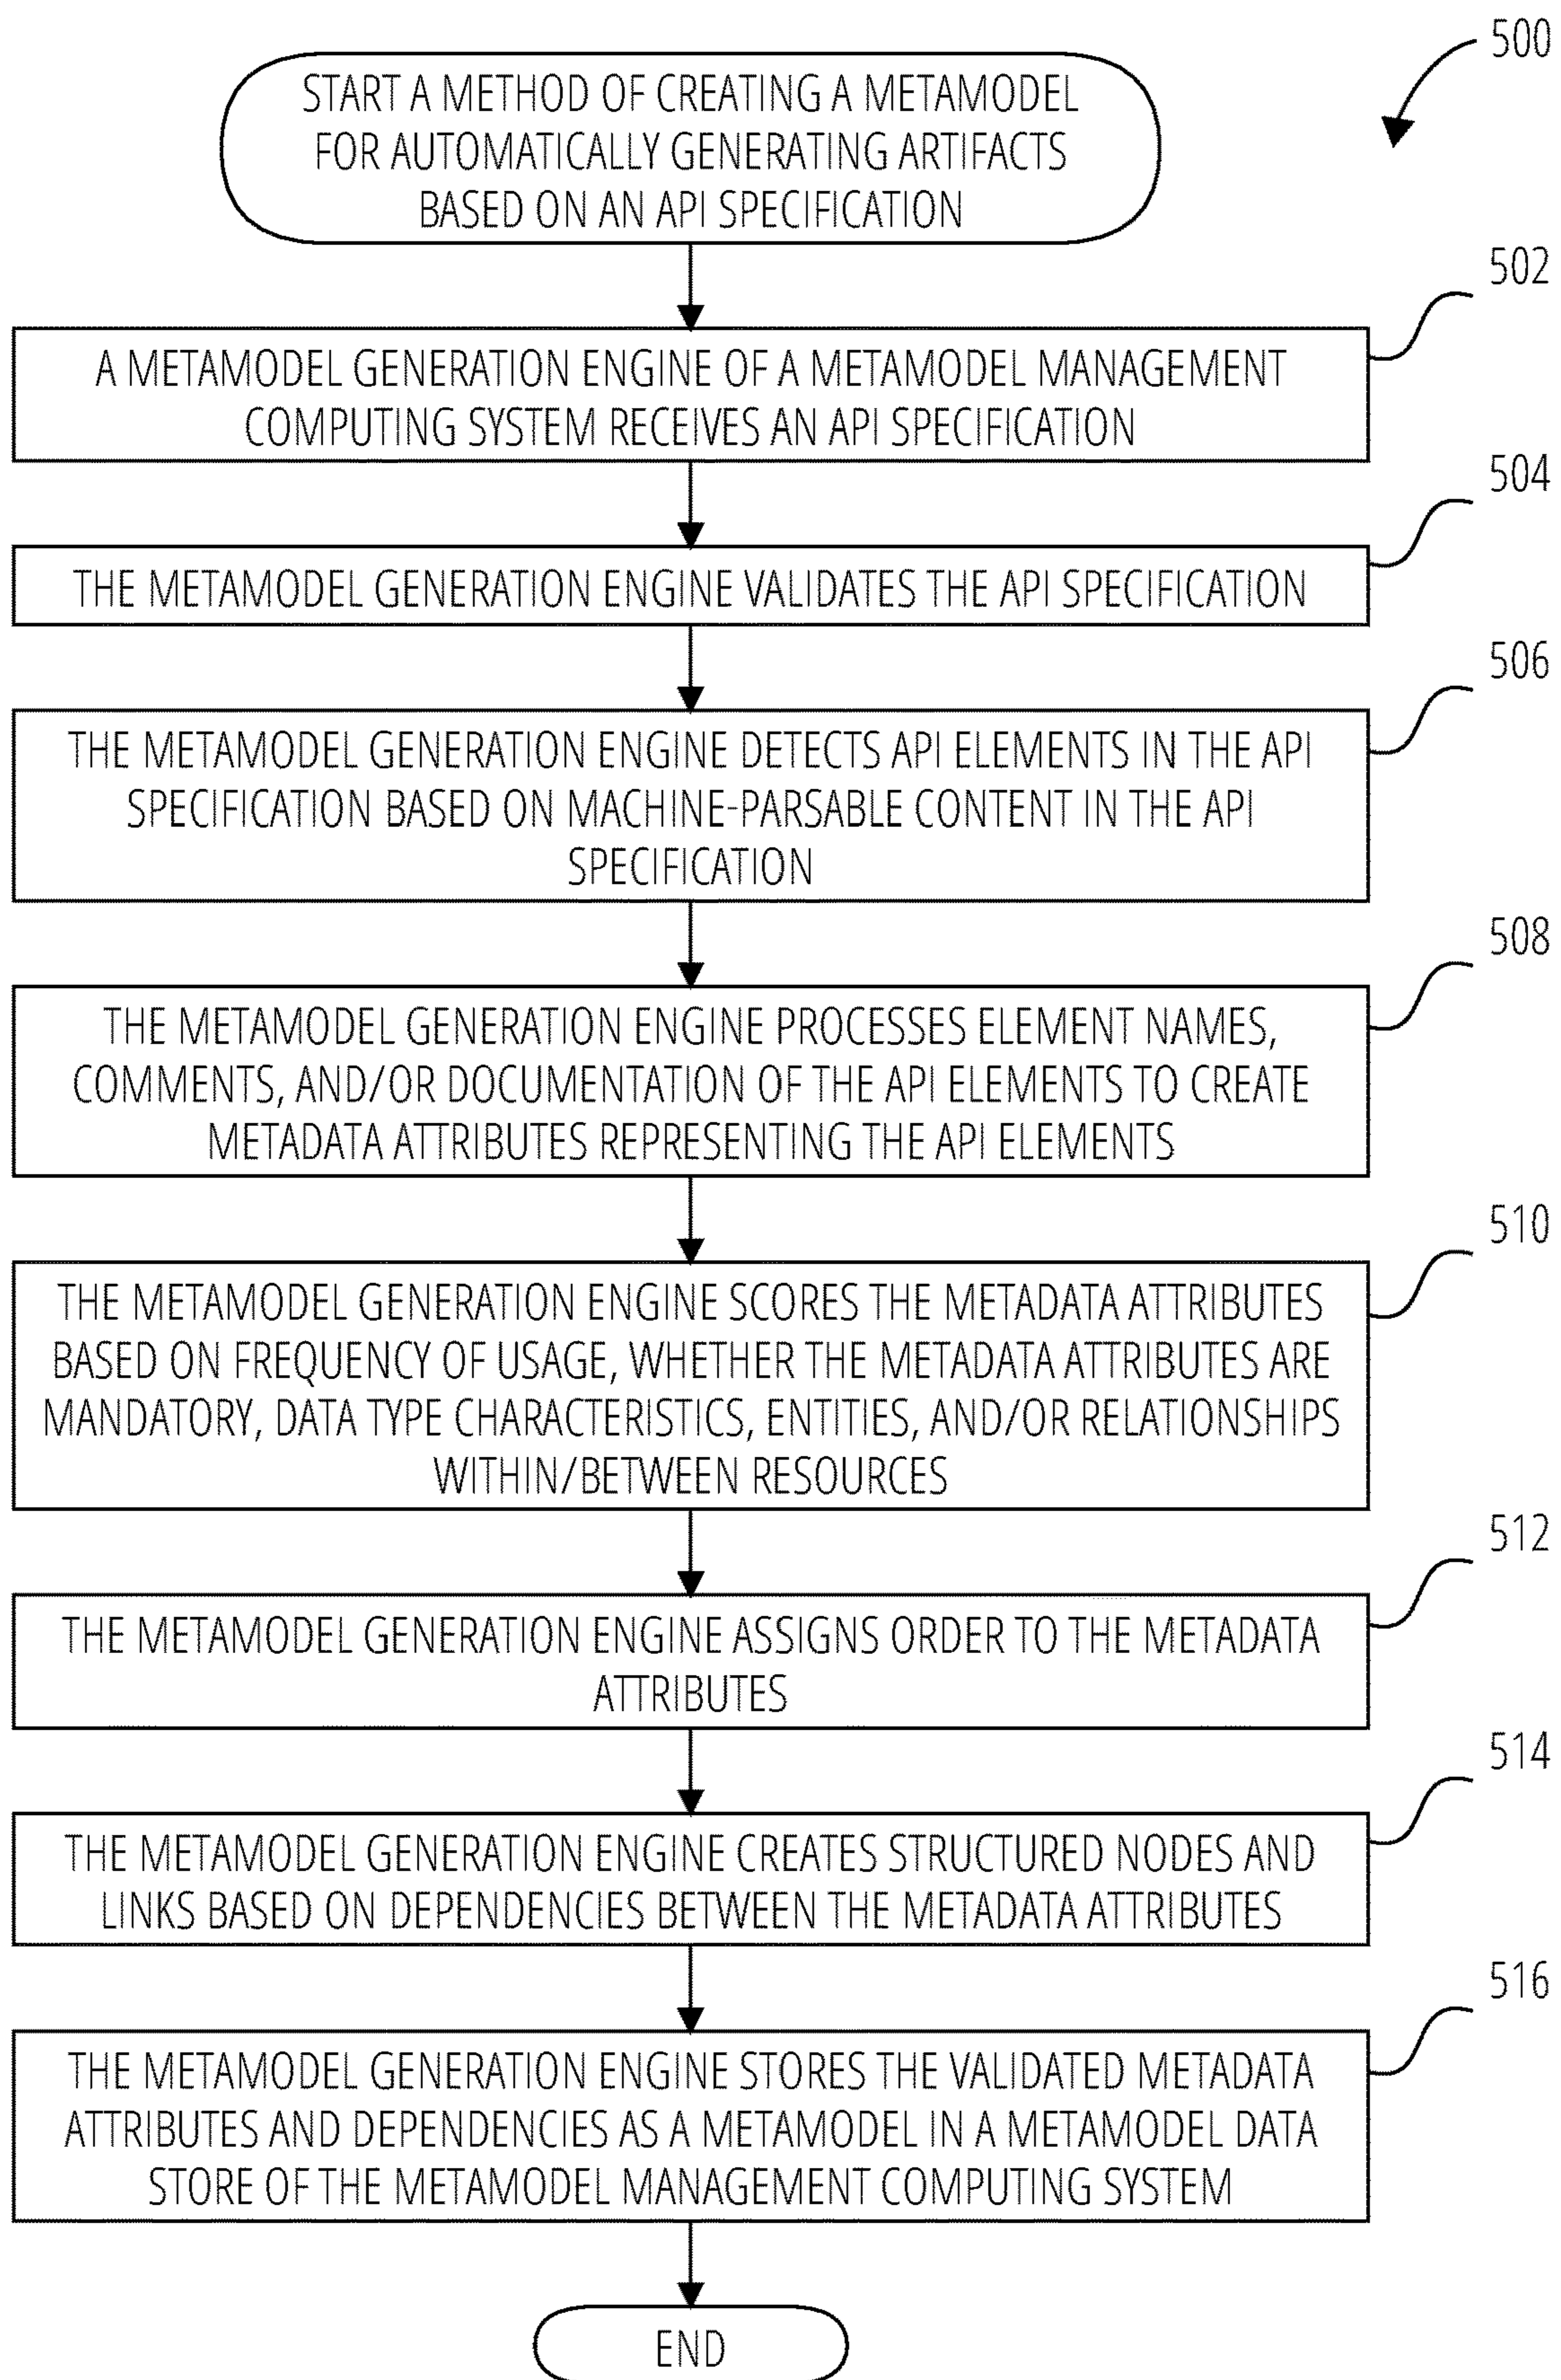 500
START A METHOD OF CREATING A METAMODEL
FOR AUTOMATICALLY GENERATING ARTIFACTS
BASED ON AN API SPECIFICATION
502
A METAMODEL GENERATION ENGINE OF A METAMODEL MANAGEMENT
COMPUTING SYSTEM RECEIVES AN API SPECIFICATION
504
THE METAMODEL GENERATION ENGINE VALIDATES THE API SPECIFICATION
506
THE METAMODEL GENERATION ENGINE DETECTS API ELEMENTS IN THE API
SPECIFICATION BASED ON MACHINE-PARSABLE CONTENT IN THE API
SPECIFICATION
508
THE METAMODEL GENERATION ENGINE PROCESSES ELEMENT NAMES,
COMMENTS, AND/OR DOCUMENTATION OF THE API ELEMENTS TO CREATE
METADATA ATTRIBUTES REPRESENTING THE API ELEMENTS
510
THE METAMODEL GENERATION ENGINE SCORES THE METADATA ATTRIBUTES
BASED ON FREQUENCY OF USAGE, WHETHER THE METADATA ATTRIBUTES ARE
MANDATORY, DATA TYPE CHARACTERISTICS, ENTITIES, AND/OR RELATIONSHIPS
WITHIN/BETWEEN RESOURCES
512
THE METAMODEL GENERATION ENGINE ASSIGNS ORDER TO THE METADATA
ATTRIBUTES
514
THE METAMODEL GENERATION ENGINE CREATES STRUCTURED NODES AND
LINKS BASED ON DEPENDENCIES BETWEEN THE METADATA ATTRIBUTES
516
THE METAMODEL GENERATION ENGINE STORES THE VALIDATED METADATA
ATTRIBUTES AND DEPENDENCIES AS A METAMODEL IN A METAMODEL DATA
STORE OF THE METAMODEL MANAGEMENT COMPUTING SYSTEM
END